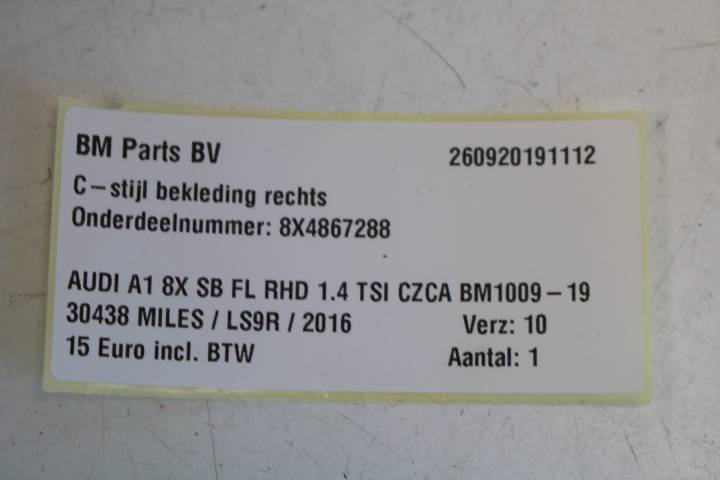 BM Parts BV 260920191112
C-stijl bekleding rechts
Onderdeelnummer: 8X4867288
AUDI A1 8X SB FL RHD 1.4 TSI CZCA BM1009-19
30438 MILES / LS9R / 2016 Verz: 10
15 Euro incl. BTW Aantal: 1